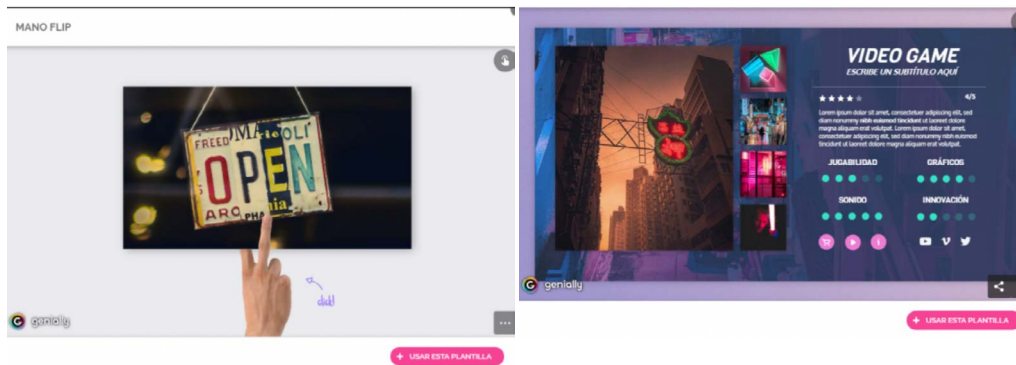 MANO FLIP
FREEDOM
OPEN
ARO
click!
genially
USAR ESTA PLANTILLA
VIDEO GAME
ESCRIBE UN SUBTÍTULO AQUÍ
4/5
Lorem ipsum dolor sit amet, consectetuer adipiscing elit, sed
diam nonummy nibh euismod tincidunt ut laoreet dolore
magna aliquam erat volutpat. Lorem ipsum dolor sit amet,
consectetuer adipiscing elit, sed diam nonummy nibh euismod
tincidunt ut laoreet dolore magna aliquam erat volutpat.
JUGABILIDAD
GRÁFICOS
SONIDO
INNOVACIÓN
genially
USAR ESTA PLANTILLA